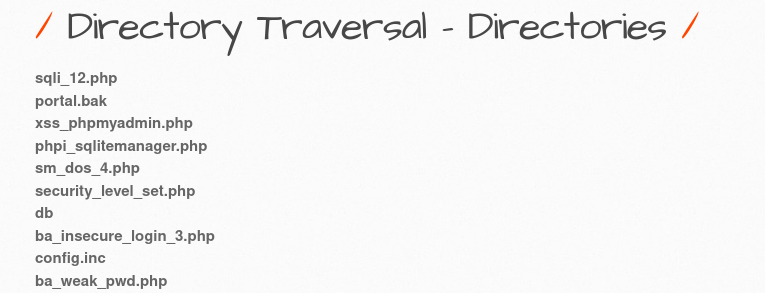 / Directory Traversal - Directories /
sqli_12.php
portal.bak
xss_phpmyadmin.php
phpi_sqlitemanager.php
sm_dos_4.php
security_level_set.php
db
ba_insecure_login_3.php
config.inc
ba_weak_pwd.php